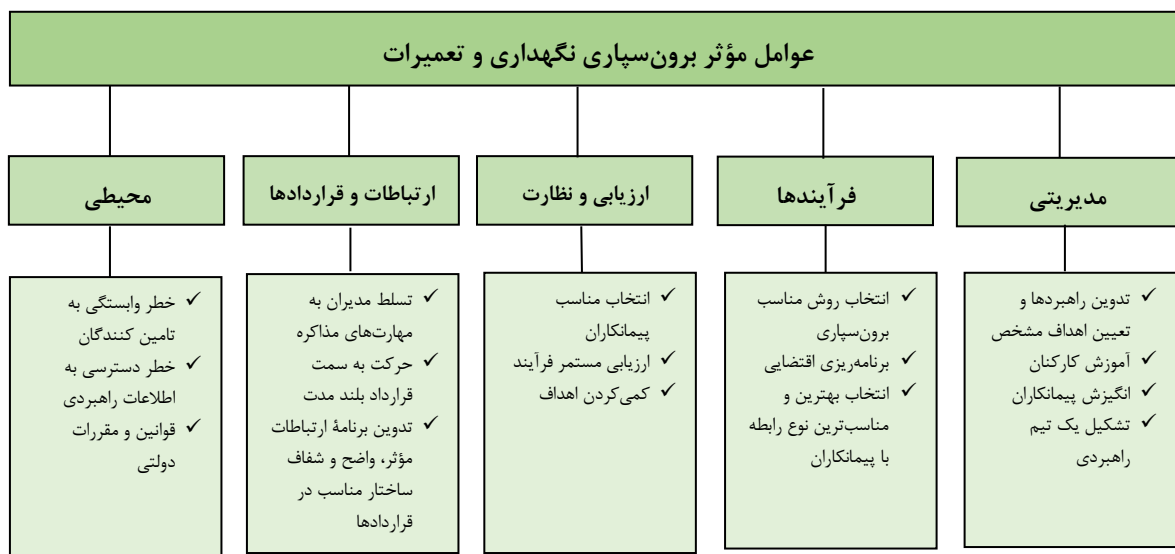 عوامل مؤثر برون‌سپاری نگهداری و تعمیرات
مدیریتی
✓ تدوین راهبردها و
تعیین اهداف مشخص
✓ آموزش کارکنان
✓ انگیزش پیمانکاران
✓ تشکیل یک تیم
راهبردی
فرآیندها
✓ انتخاب روش مناسب
برون‌سپاری
✓ برنامه‌ریزی اقتضایی
✓ انتخاب بهترین و
مناسب‌ترین نوع رابطه
با پیمانکاران
ارزیابی و نظارت
✓ انتخاب مناسب
پیمانکاران
✓ ارزیابی مستمر فرآیند
✓ کمی‌کردن اهداف
ارتباطات و قراردادها
✓ تسلط مدیران به
مهارت‌های مذاکره
✓ حرکت به سمت
قرارداد بلند مدت
✓ تدوین برنامهٔ ارتباطات
مؤثر، واضح و شفاف
ساختار مناسب در
قراردادها
محیطی
✓ خطر وابستگی به
تامین کنندگان
✓ خطر دسترسی به
اطلاعات راهبردی
✓ قوانین و مقررات
دولتی